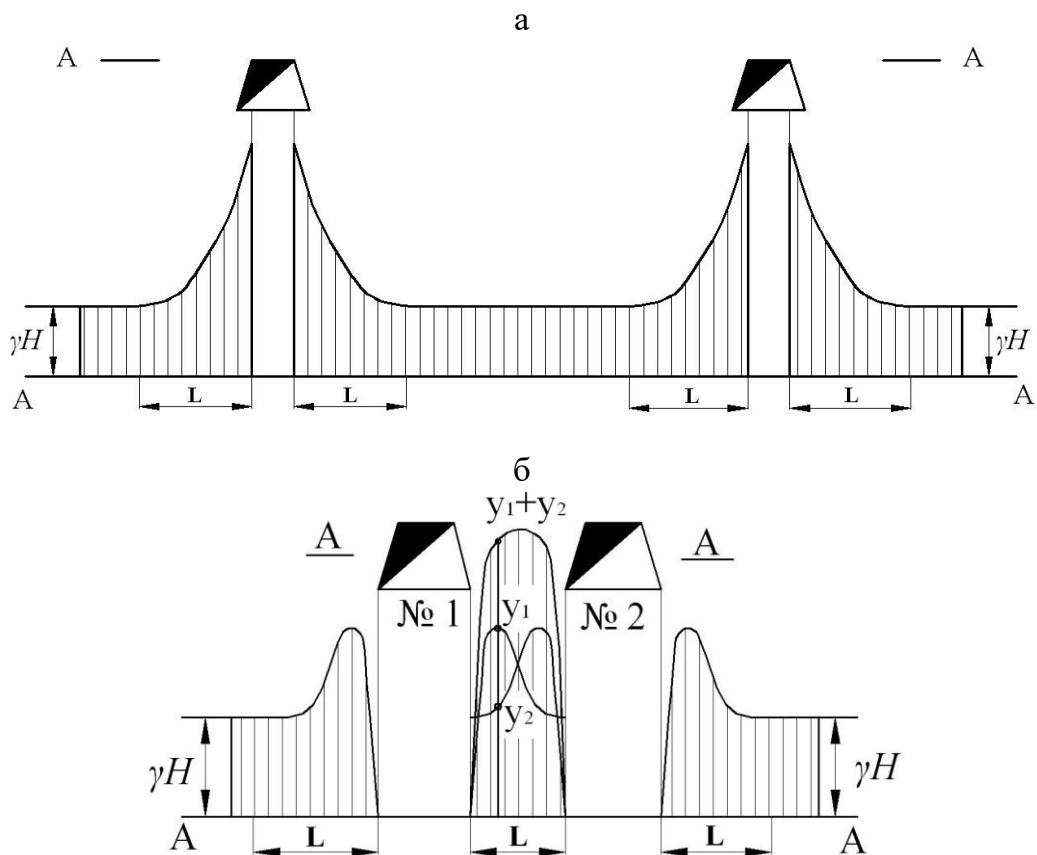 а
А А
γH γH
А L L L L А
б
y₁+y₂
А А
№ 1 y₁ № 2
y₂
γH γH
А L L L А